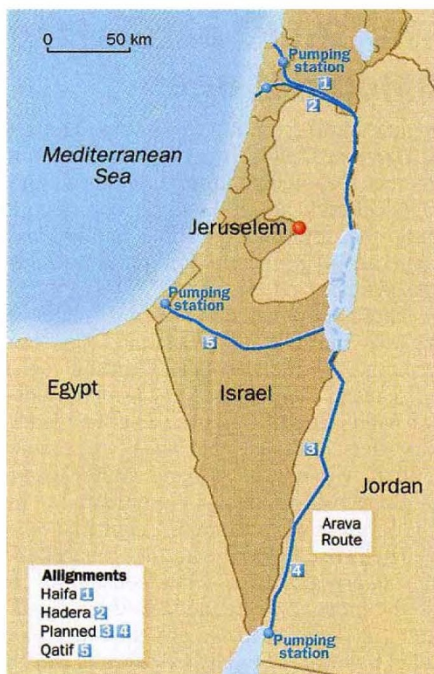 0 50 km
Pumping
station
1
2
Mediterranean
Sea
Jeruselem
Pumping
station
5
Egypt
Israel
3
Jordan
Arava
Route
4
Allignments
Haifa 1
Hadera 2
Planned 3 4
Qatif 5
Pumping
station